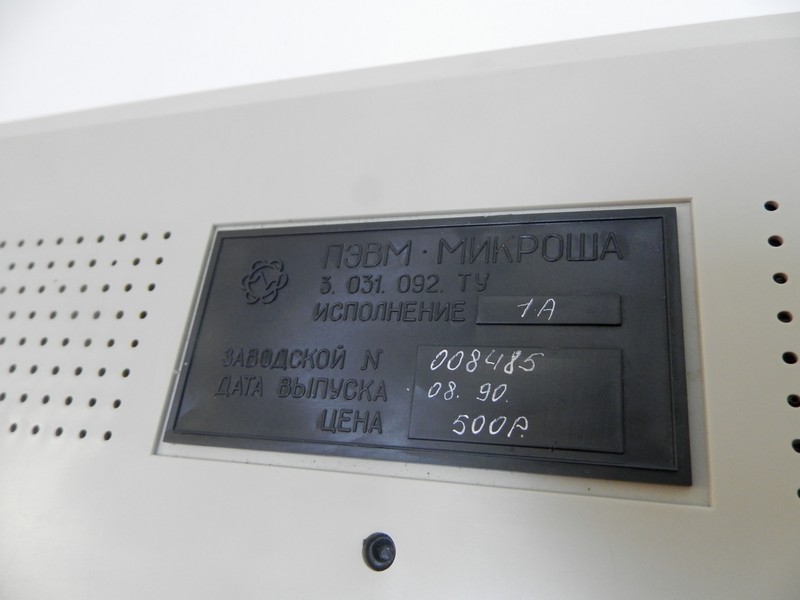 ПЭВМ · МИКРОША
3. 031. 092. ТУ
ИСПОЛНЕНИЕ 1А
ЗАВОДСКОЙ N 008485
ДАТА ВЫПУСКА 08. 90.
ЦЕНА 500р.